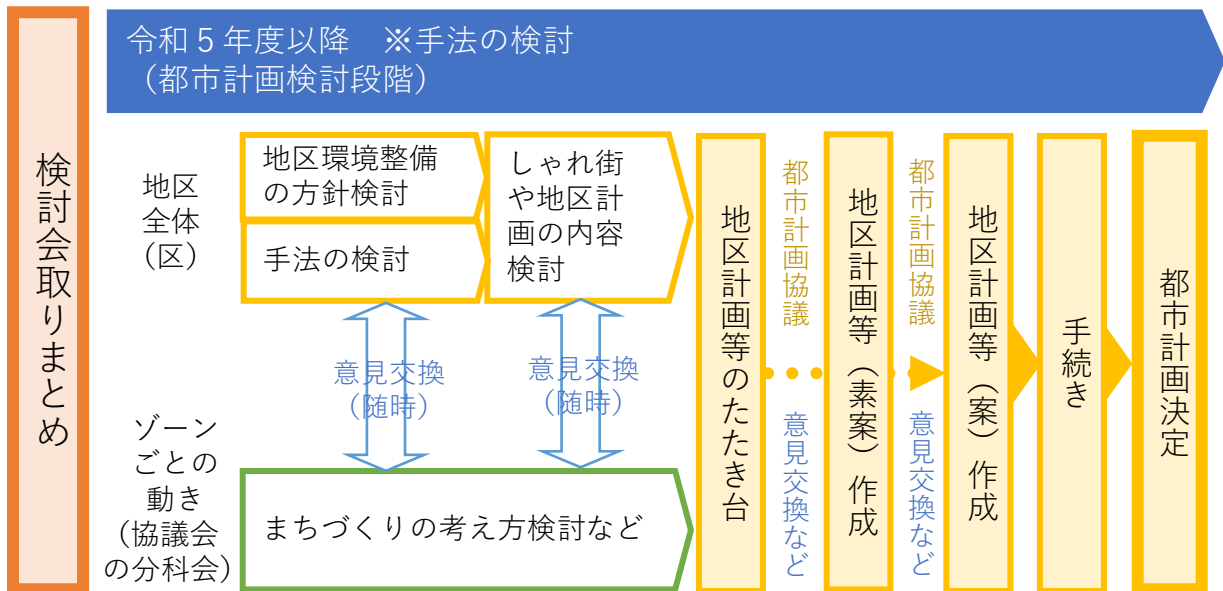 検討会取りまとめ
令和５年度以降　※手法の検討
（都市計画検討段階）
地区
全体
(区)
地区環境整備
の方針検討
手法の検討
しゃれ街
や地区計
画の内容
検討
意見交換
(随時)
意見交換
(随時)
ゾーン
ごとの
動き
(協議会
の分科会)
まちづくりの考え方検討など
地区計画等のたたき台
都市計画協議
意見交換など
地区計画等（素案）作成
都市計画協議
意見交換など
地区計画等（案）作成
手続き
都市計画決定